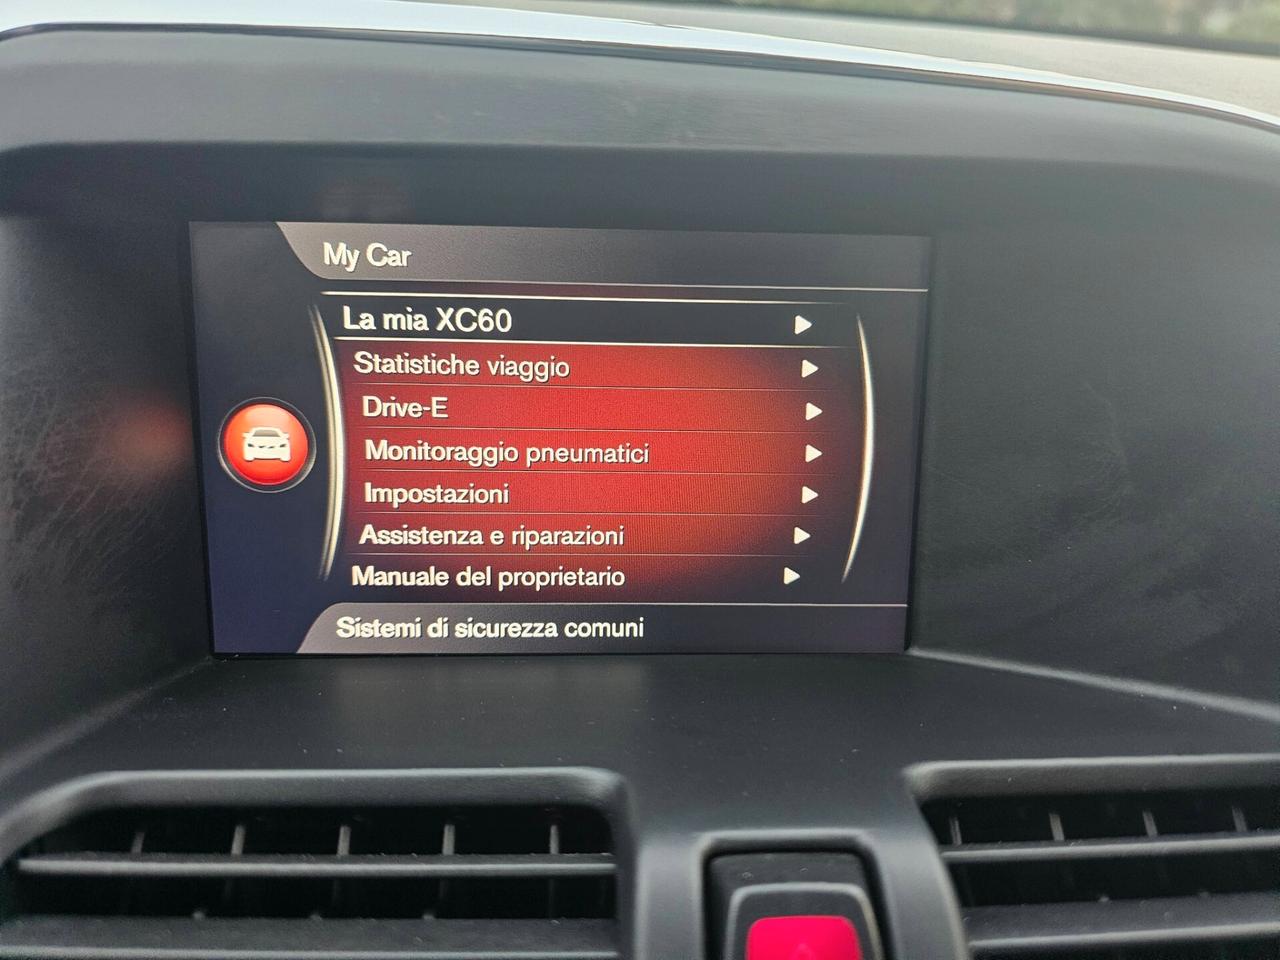 My Car
La mia XC60
Statistiche viaggio
Drive-E
Monitoraggio pneumatici
Impostazioni
Assistenza e riparazioni
Manuale del proprietario
Sistemi di sicurezza comuni